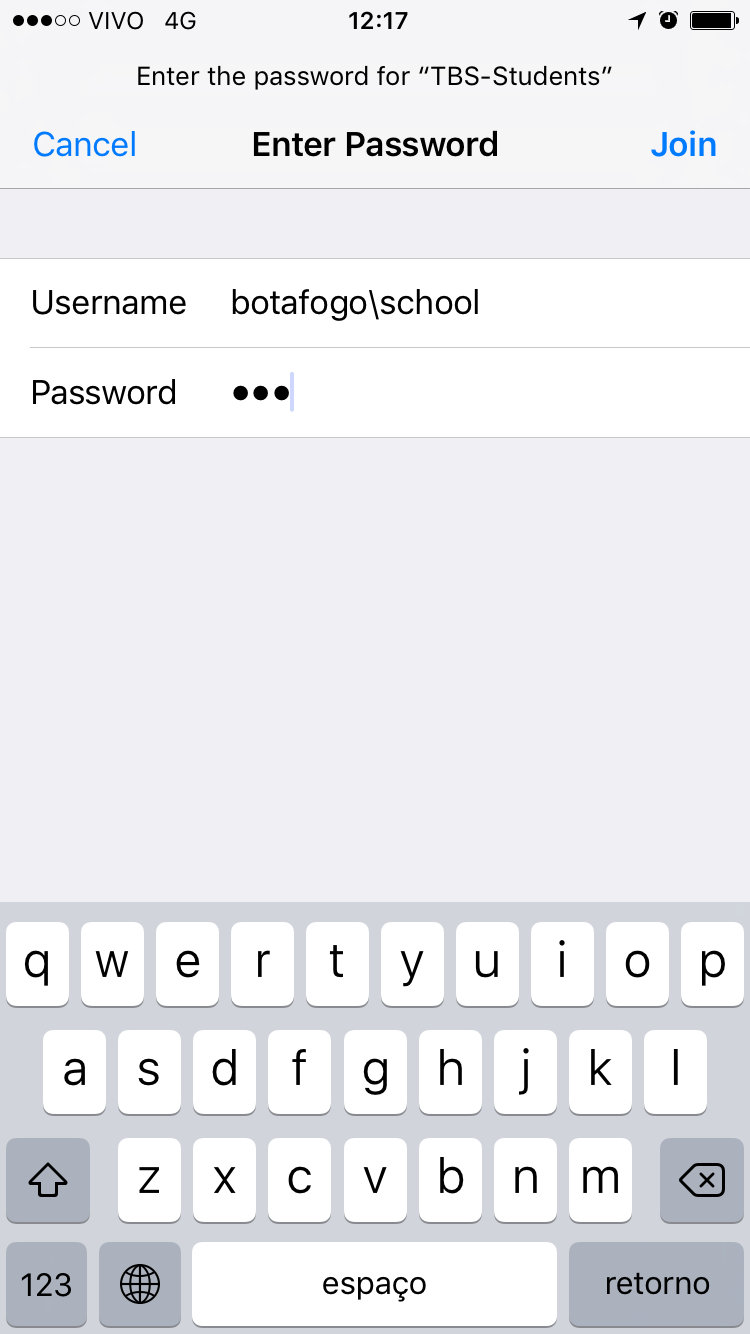 VIVO 4G 12:17
Enter the password for “TBS-Students”
Cancel Enter Password Join
Username botafogo\school
Password •••
q w e r t y u i o p
a s d f g h j k l
z x c v b n m
123 espaço retorno